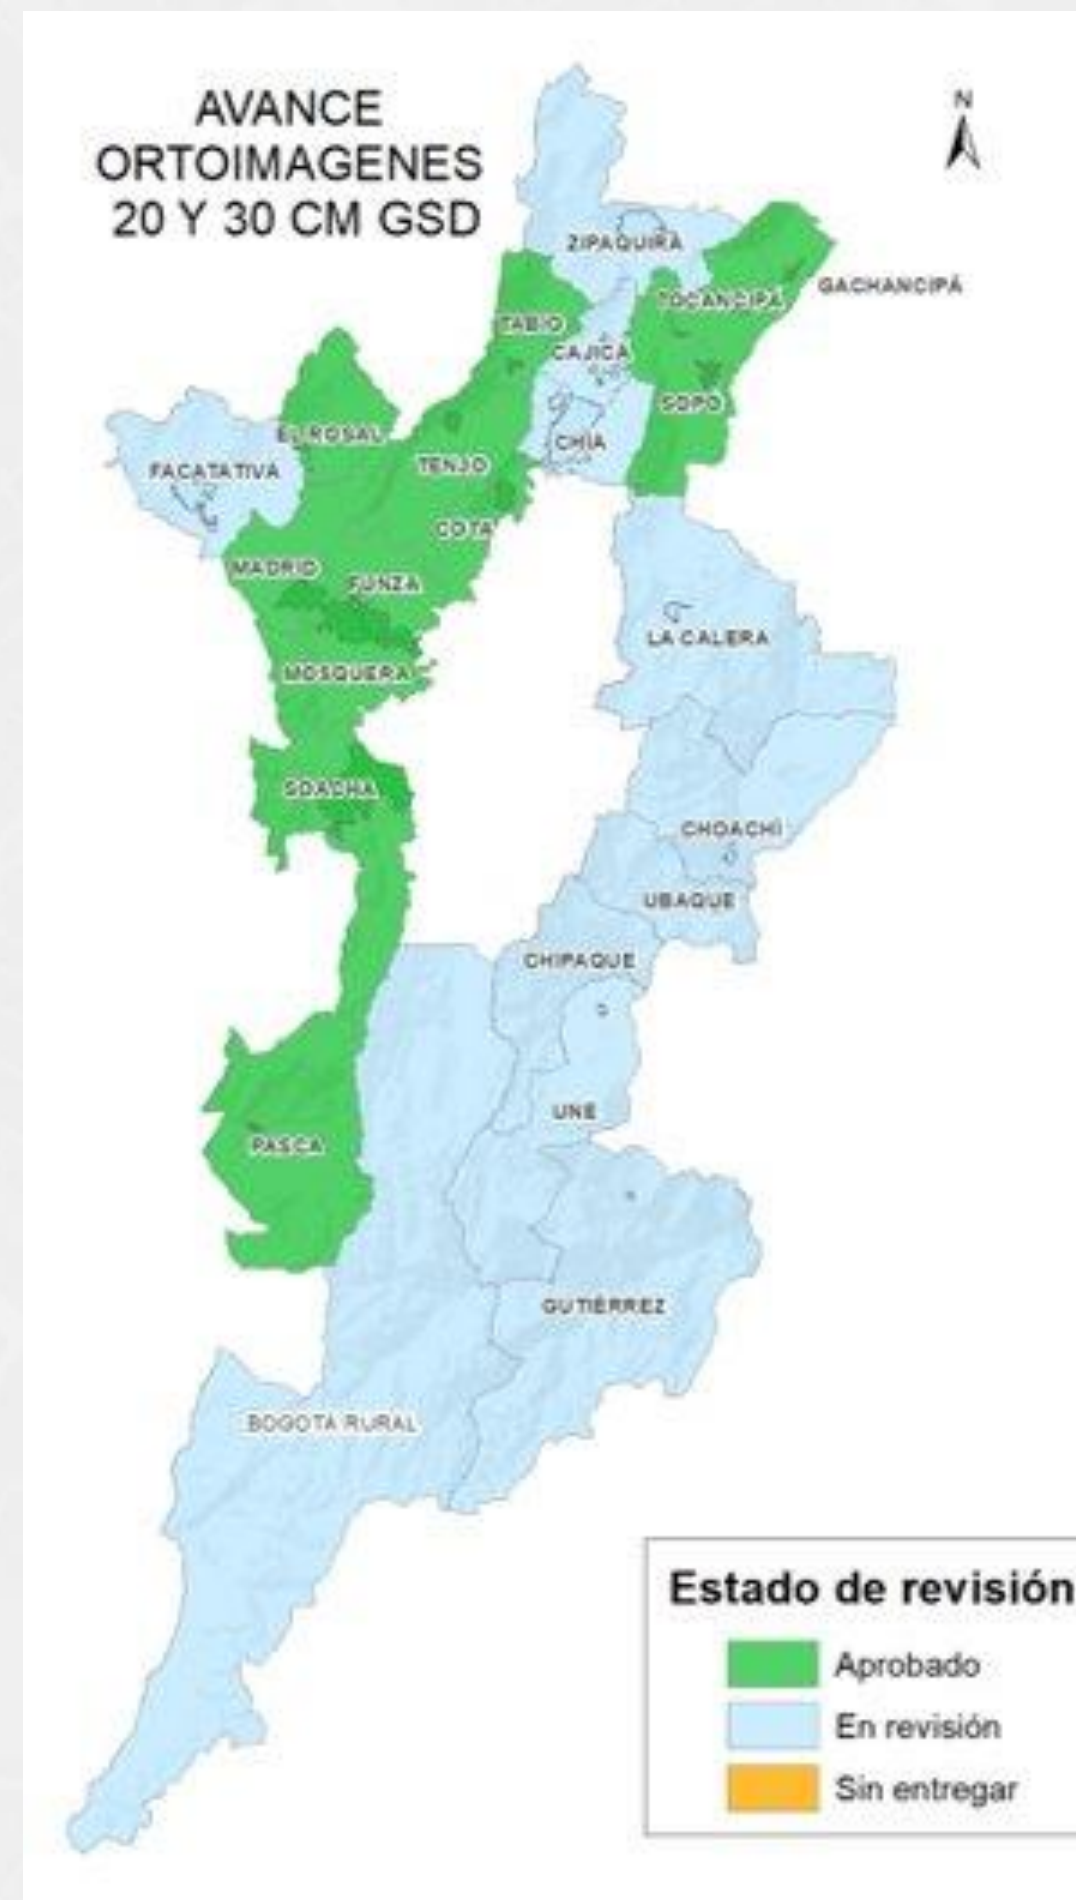 AVANCE
ORTOIMAGENES
20 Y 30 CM GSD
N
ZIPAQUIRÁ
GACHANCIPÁ
TOCANCIPÁ
TABIO
CAJICÁ
SOPÓ
EL ROSAL
CHÍA
TENJO
FACATATIVA
COTA
MADRID
FUNZA
LA CALERA
MOSQUERA
SOACHA
CHOACHÍ
UBAQUE
CHIPAQUE
UNE
PASCA
GUTIÉRREZ
BOGOTÁ RURAL
Estado de revisión
Aprobado
En revisión
Sin entregar